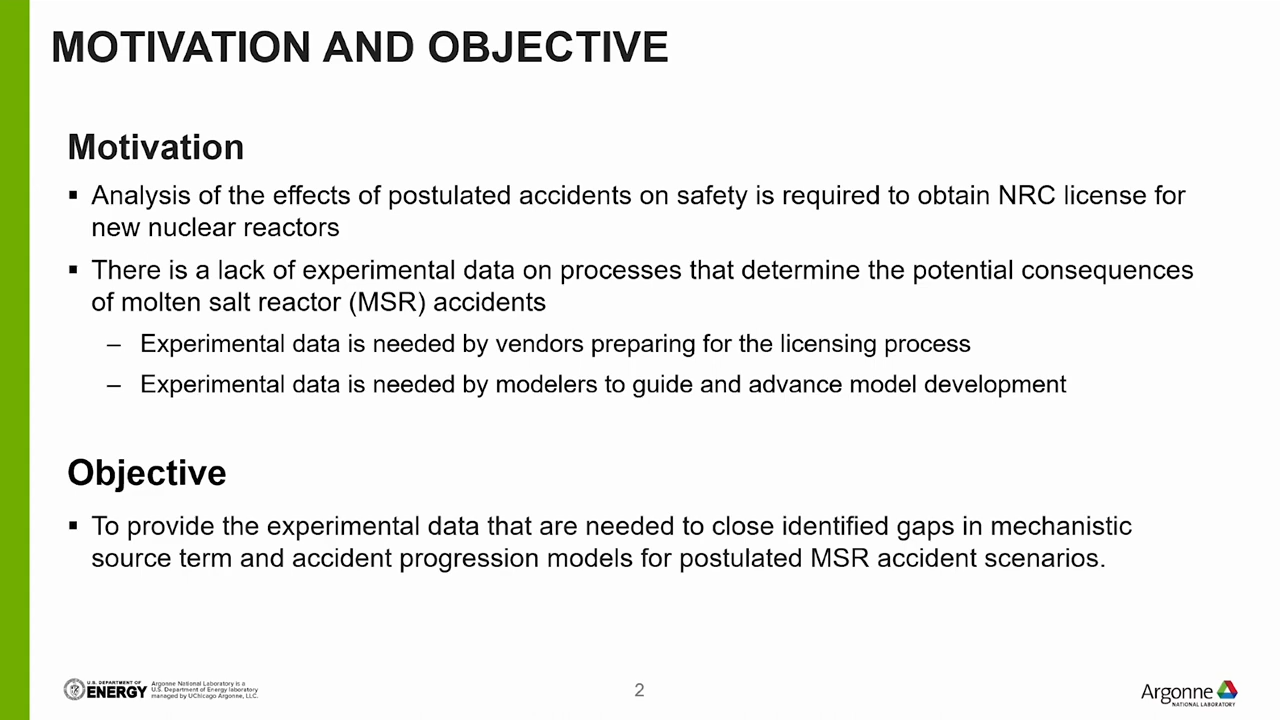 MOTIVATION AND OBJECTIVE
Motivation
▪ Analysis of the effects of postulated accidents on safety is required to obtain NRC license for
new nuclear reactors
▪ There is a lack of experimental data on processes that determine the potential consequences
of molten salt reactor (MSR) accidents
– Experimental data is needed by vendors preparing for the licensing process
– Experimental data is needed by modelers to guide and advance model development
Objective
▪ To provide the experimental data that are needed to close identified gaps in mechanistic
source term and accident progression models for postulated MSR accident scenarios.
U.S. DEPARTMENT OF
ENERGY
Argonne National Laboratory is a
U.S. Department of Energy laboratory
managed by UChicago Argonne, LLC.
2
Argonne
NATIONAL LABORATORY